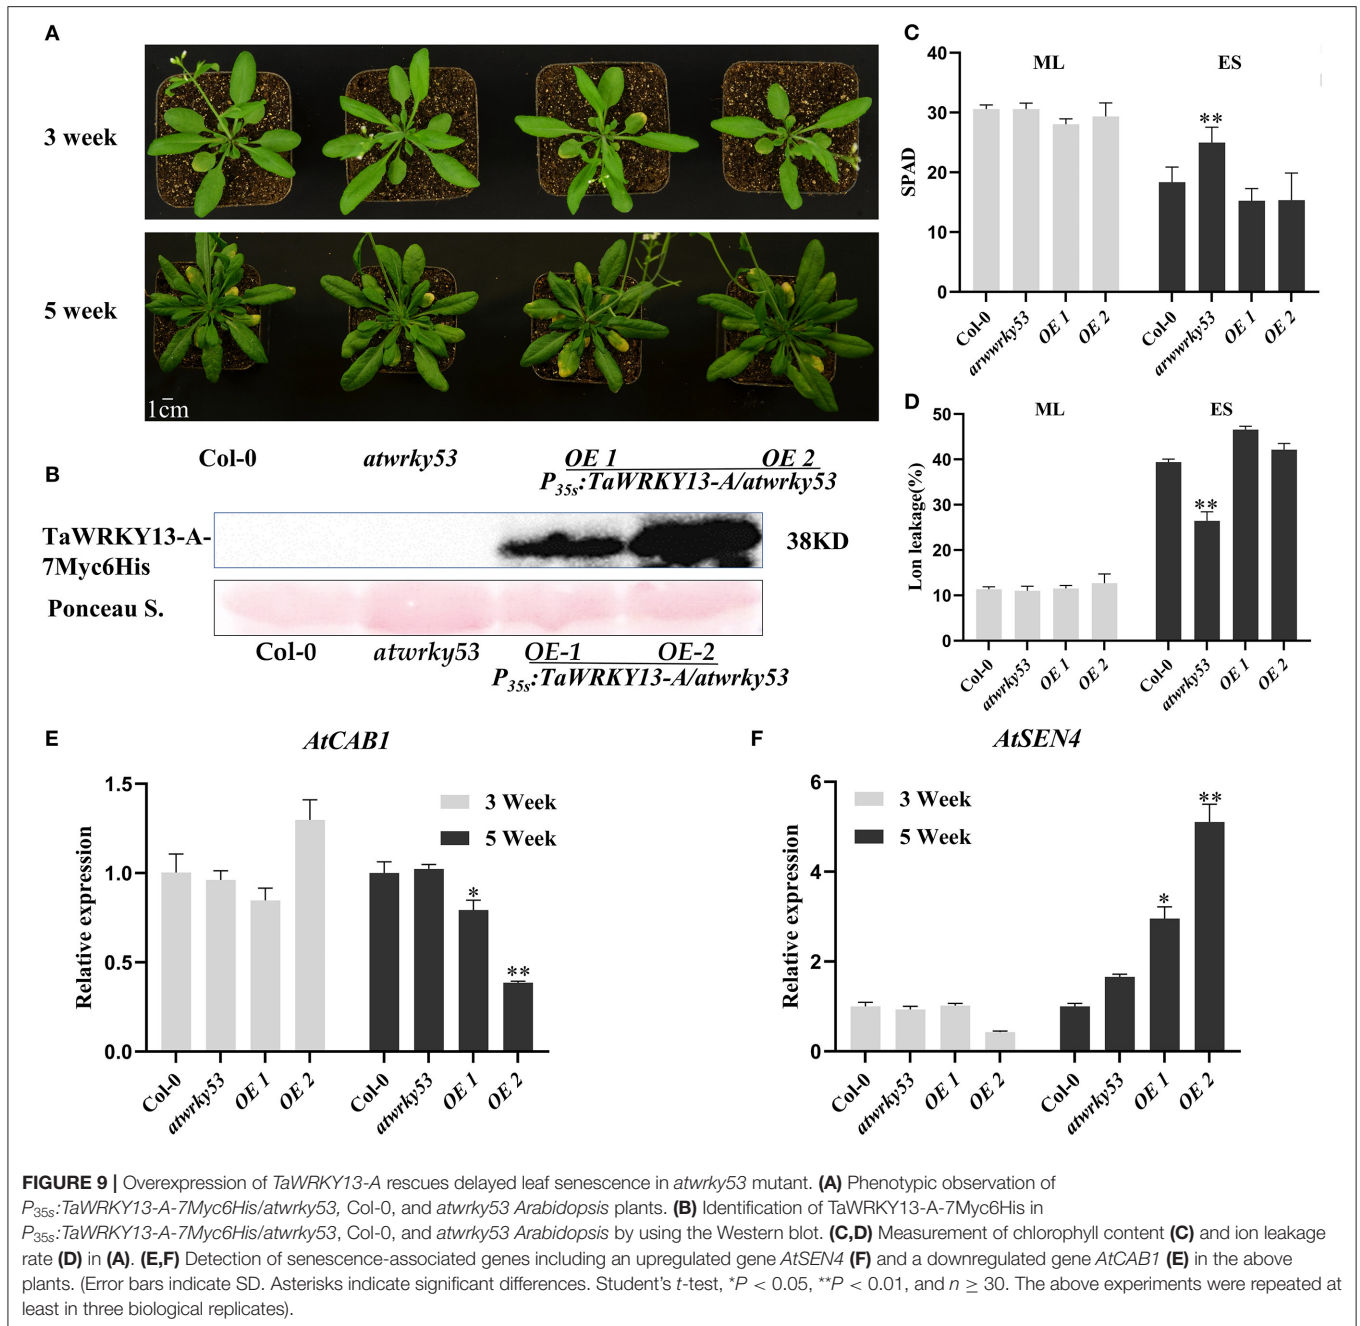 A
3 week
5 week
1cm
Col-0 atwrky53 OE 1 OE 2
P35s:TaWRKY13-A/atwrky53
B
TaWRKY13-A-
7Myc6His
38KD
Ponceau S.
Col-0 atwrky53 OE-1 OE-2
P35s:TaWRKY13-A/atwrky53
C
ML ES
SPAD
40
30
20
10
0
**
Col-0 arwwrky53 OE 1 OE 2 Col-0 arwwrky53 OE 1 OE 2
D
ML ES
Lon leakage(%)
50
40
30
20
10
0
**
Col-0 atwrky53 OE 1 OE 2 Col-0 atwrky53 OE 1 OE 2
E
AtCAB1
Relative expression
1.5
1.0
0.5
0.0
3 Week
5 Week
*
**
Col-0 atwrky53 OE 1 OE 2 Col-0 atwrky53 OE 1 OE 2
F
AtSEN4
Relative expression
6
4
2
0
3 Week
5 Week
*
**
Col-0 atwrky53 OE 1 OE 2 Col-0 atwrky53 OE 1 OE 2
FIGURE 9 | Overexpression of TaWRKY13-A rescues delayed leaf senescence in atwrky53 mutant. (A) Phenotypic observation of
P35s:TaWRKY13-A-7Myc6His/atwrky53, Col-0, and atwrky53 Arabidopsis plants. (B) Identification of TaWRKY13-A-7Myc6His in
P35s:TaWRKY13-A-7Myc6His/atwrky53, Col-0, and atwrky53 Arabidopsis by using the Western blot. (C,D) Measurement of chlorophyll content (C) and ion leakage
rate (D) in (A). (E,F) Detection of senescence-associated genes including an upregulated gene AtSEN4 (F) and a downregulated gene AtCAB1 (E) in the above
plants. (Error bars indicate SD. Asterisks indicate significant differences. Student's t-test, *P < 0.05, **P < 0.01, and n ≥ 30. The above experiments were repeated at
least in three biological replicates).